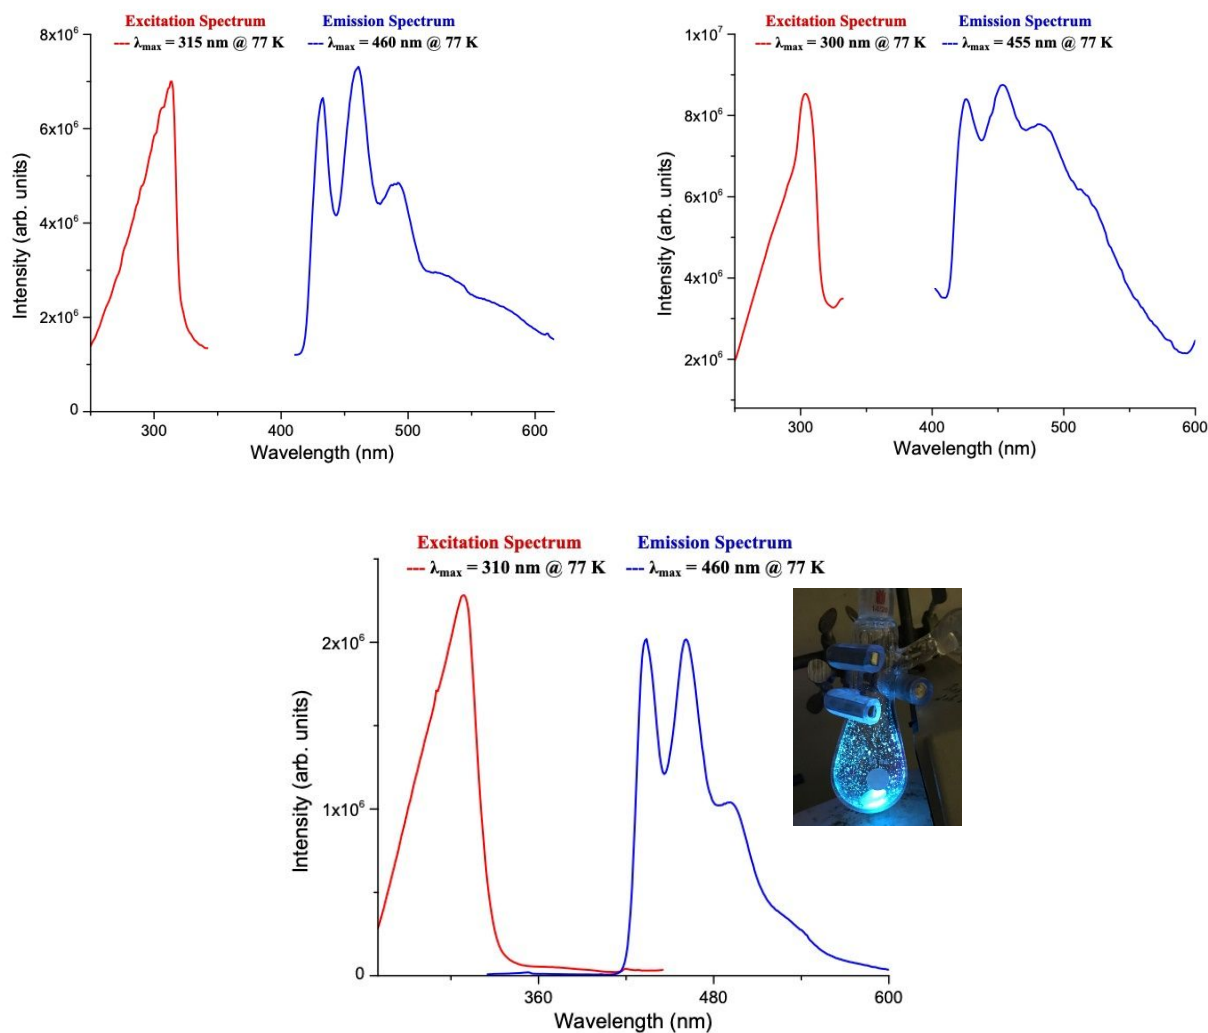 Excitation Spectrum
Emission Spectrum
--- λmax = 315 nm @ 77 K
--- λmax = 460 nm @ 77 K
8x10⁶
6x10⁶
4x10⁶
2x10⁶
0
Intensity (arb. units)
300
400
500
600
Wavelength (nm)
Excitation Spectrum
Emission Spectrum
--- λmax = 300 nm @ 77 K
--- λmax = 455 nm @ 77 K
1x10⁷
8x10⁶
6x10⁶
4x10⁶
2x10⁶
Intensity (arb. units)
300
400
500
600
Wavelength (nm)
Excitation Spectrum
Emission Spectrum
--- λmax = 310 nm @ 77 K
--- λmax = 460 nm @ 77 K
2x10⁶
1x10⁶
0
Intensity (arb. units)
360
480
600
Wavelength (nm)